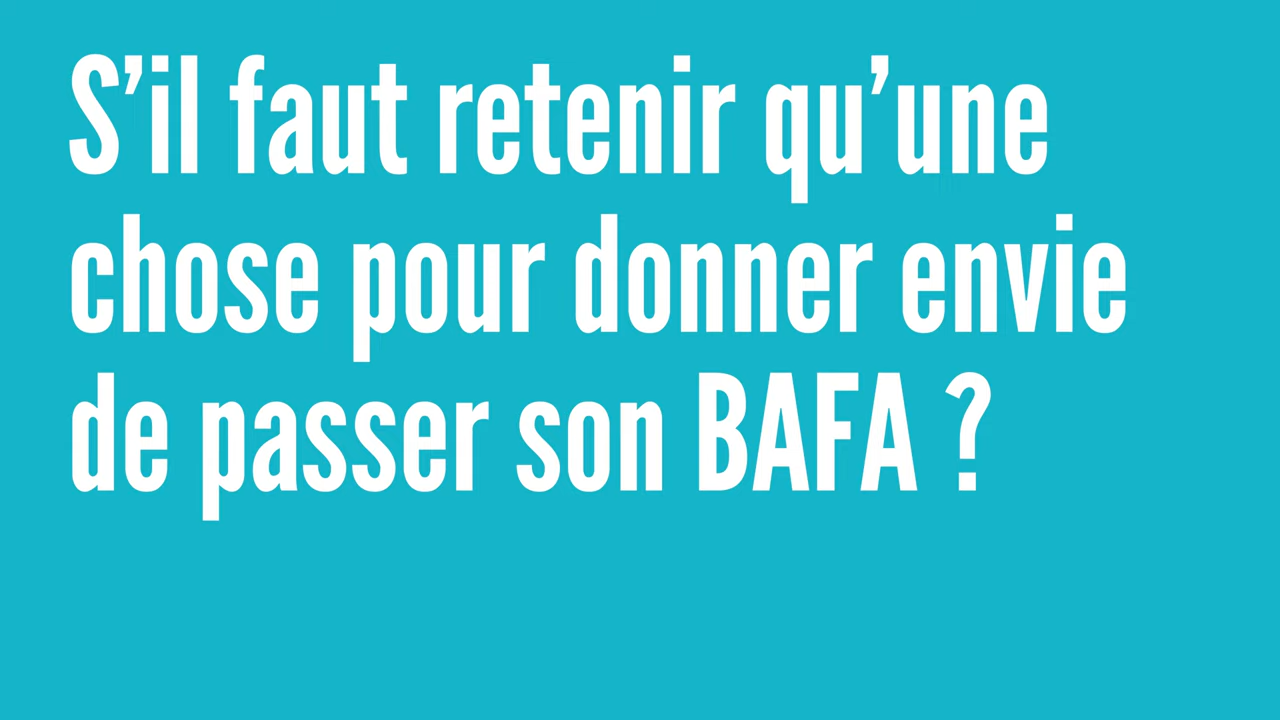 S’il faut retenir qu’une
chose pour donner envie
de passer son BAFA ?